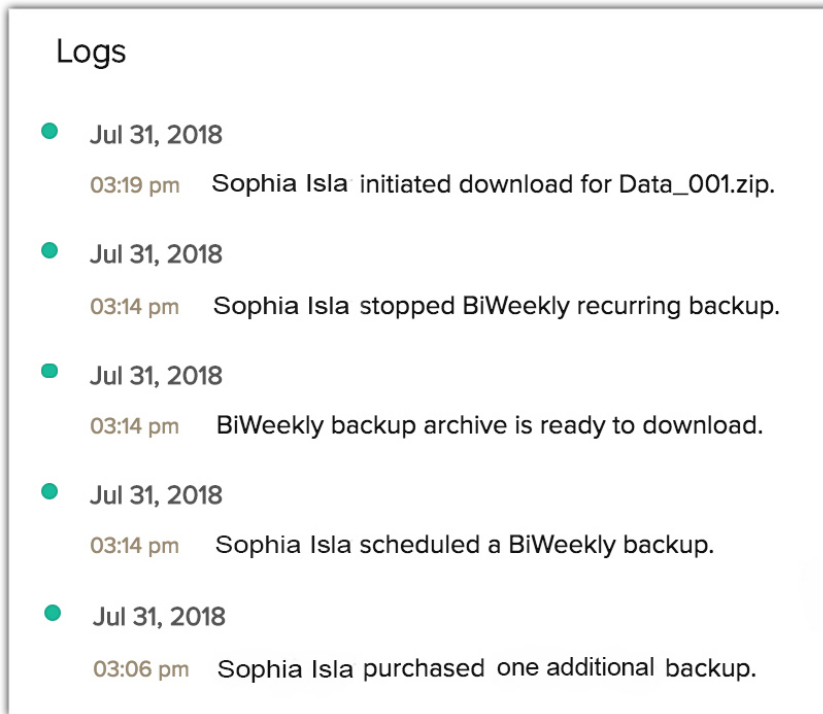 Logs
Jul 31, 2018
03:19 pm Sophia Isla initiated download for Data_001.zip.
Jul 31, 2018
03:14 pm Sophia Isla stopped BiWeekly recurring backup.
Jul 31, 2018
03:14 pm BiWeekly backup archive is ready to download.
Jul 31, 2018
03:14 pm Sophia Isla scheduled a BiWeekly backup.
Jul 31, 2018
03:06 pm Sophia Isla purchased one additional backup.